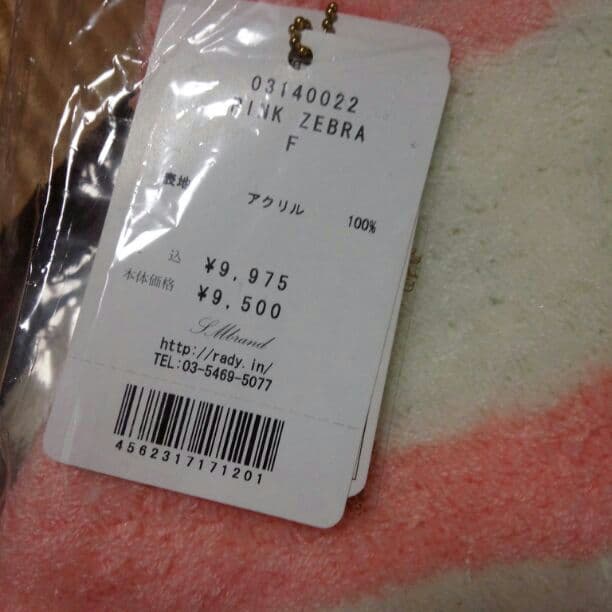 03140022
PINK ZEBRA
F
表地 アクリル 100%
込 ¥9,975
本体価格 ¥9,500
http://rady.in/
TEL:03-5469-5077
4562317171201